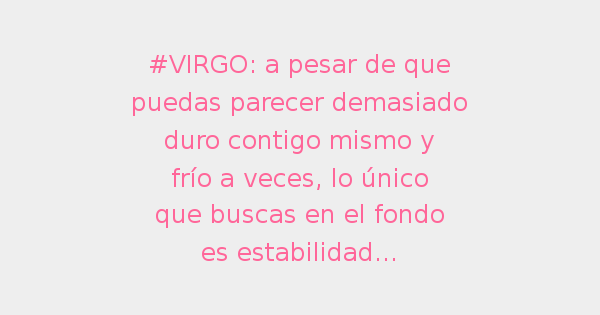 #VIRGO: a pesar de que
puedas parecer demasiado
duro contigo mismo y
frío a veces, lo único
que buscas en el fondo
es estabilidad...